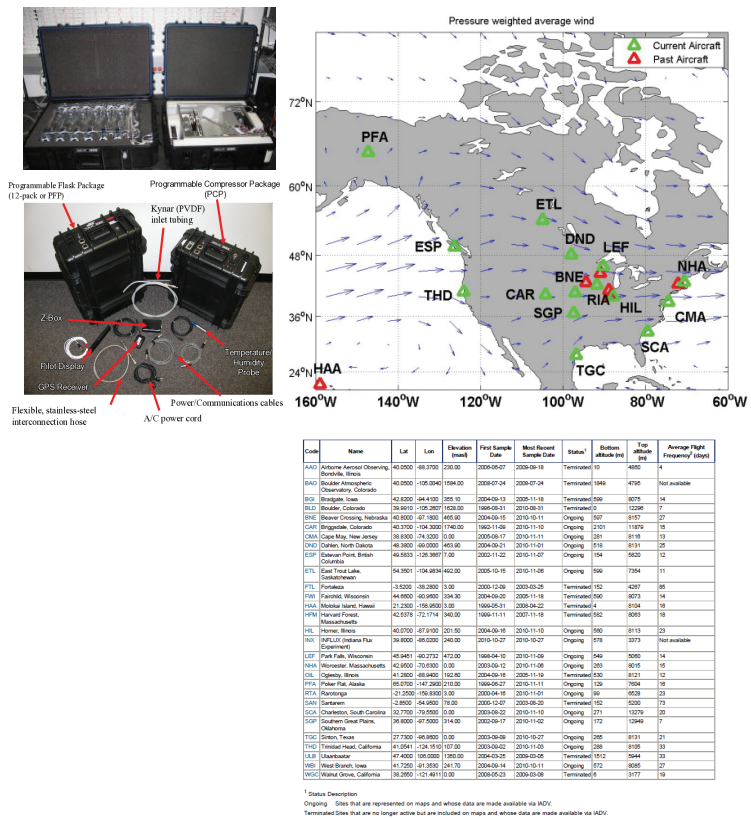 Programmable Flask Package
(12-pack or PFP)
Programmable Compressor Package
(PCP)
Kynar (PVDF)
inlet tubing
Z-Box
Pilot Display
GPS Receiver
Temperature/
Humidity
Probe
Power/Communications cables
Flexible, stainless-steel
interconnection hose
A/C power cord
Pressure weighted average wind
Current Aircraft
Past Aircraft
72°N
60°N
48°N
36°N
24°N
160°W 140°W 120°W 100°W 80°W 60°W
PFA
ETL
DND
LEF
ESP
BNE
NHA
THD
CAR
RIA
HIL
SGP
CMA
SCA
TGC
HAA
Code Name Lat Lon Elevation (masl) First Sample Date Most Recent Sample Date Status1 Bottom altitude (m) Top altitude (m) Average Flight Frequency2 (days)
AAO Airborne Aerosol Observing, Bondville, Illinois 40.0500 -88.3700 230.00 2006-06-07 2009-09-18 Terminated 10 4860 4
BAO Boulder Atmospheric Observatory, Colorado 40.0500 -105.0040 1584.00 2008-07-24 2008-07-24 Terminated 1849 4795 Not available
BGI Bradgate, Iowa 42.8200 -94.4100 355.10 2004-09-13 2005-11-18 Terminated 599 8075 14
BLD Boulder, Colorado 39.9910 -105.2607 1628.00 1996-08-31 2010-08-31 Terminated 0 12296 7
BNE Beaver Crossing, Nebraska 40.8000 -97.1800 465.90 2004-09-15 2010-10-11 Ongoing 597 8157 27
CAR Briggsdale, Colorado 40.3700 -104.3000 1740.00 1992-11-09 2010-10-10 Ongoing 2101 11879 15
CMA Cape May, New Jersey 38.8300 -74.3200 0.00 2005-08-17 2010-11-11 Ongoing 281 8116 13
DND Dahlen, North Dakota 48.3800 -99.0000 463.90 2004-09-21 2010-11-01 Ongoing 518 8131 25
ESP Estevan Point, British Columbia 49.5833 -126.3667 7.00 2002-11-22 2010-11-07 Ongoing 154 5820 12
ETL East Trout Lake, Saskatchewan 54.3501 -104.9834 492.00 2005-10-15 2010-11-06 Ongoing 599 7354 11
FTL Fortaleza -3.5200 -38.2800 3.00 2000-12-09 2003-03-25 Terminated 152 4267 85
FWI Fairchild, Wisconsin 44.6600 -90.9600 334.30 2004-09-20 2005-11-18 Terminated 590 8073 14
HAA Molokai Island, Hawaii 21.2300 -158.9500 3.00 1999-05-31 2008-04-22 Terminated 4 8104 16
HFM Harvard Forest, Massachusetts 42.5378 -72.1714 340.00 1999-11-11 2007-11-18 Terminated 582 8063 18
HIL Homer, Illinois 40.0700 -87.9100 201.50 2004-09-16 2010-11-10 Ongoing 560 8113 23
INX INFLUX (Indiana Flux Experiment) 39.8000 -86.0200 240.00 2010-10-27 2010-10-27 Ongoing 578 3373 Not available
LEF Park Falls, Wisconsin 45.9451 -90.2732 472.00 1998-04-10 2010-11-09 Ongoing 549 5060 14
NHA Worcester, Massachusetts 42.9500 -70.6300 0.00 2003-09-12 2010-11-06 Ongoing 263 8015 15
OIL Oglesby, Illinois 41.2800 -88.9400 192.60 2004-09-16 2005-11-19 Terminated 530 8121 12
PFA Poker Flat, Alaska 65.0700 -147.2900 210.00 1999-06-27 2010-11-11 Ongoing 129 7604 16
RTA Rarotonga -21.2500 -159.8300 3.00 2000-04-16 2010-11-01 Ongoing 99 6528 23
SAN Santarem -2.8500 -54.9500 78.00 2000-12-07 2003-08-20 Terminated 152 5200 73
SCA Charleston, South Carolina 32.7700 -79.5500 0.00 2003-09-22 2010-11-10 Ongoing 271 13279 20
SGP Southern Great Plains, Oklahoma 36.8000 -97.5000 314.00 2002-09-17 2010-11-02 Ongoing 172 12949 7
TGC Sinton, Texas 27.7300 -96.8600 0.00 2003-09-09 2010-10-27 Ongoing 265 8131 21
THD Trinidad Head, California 41.0541 -124.1510 107.00 2003-09-02 2010-11-03 Ongoing 288 8105 33
ULB Ulaanbaatar 47.4000 106.0000 1350.00 2004-03-25 2009-03-05 Terminated 1512 5944 33
WBI West Branch, Iowa 41.7250 -91.3530 241.70 2004-09-14 2010-10-11 Ongoing 572 8085 27
WGC Walnut Grove, California 38.2650 -121.4911 0.00 2008-05-23 2009-03-08 Terminated 6 3177 19
1 Status Description
Ongoing Sites that are represented on maps and whose data are made available via IADV.
Terminated Sites that are no longer active but are included on maps and whose data are made available via IADV.